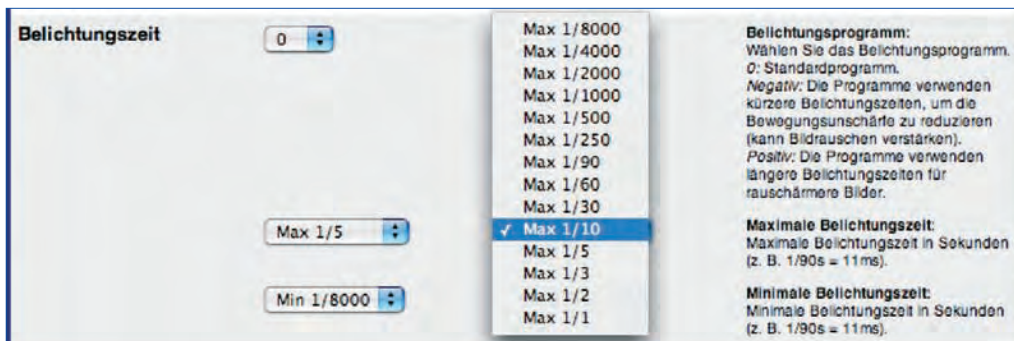 Belichtungszeit
0
Max 1/5
Min 1/8000
Max 1/8000
Max 1/4000
Max 1/2000
Max 1/1000
Max 1/500
Max 1/250
Max 1/90
Max 1/60
Max 1/30
✓ Max 1/10
Max 1/5
Max 1/3
Max 1/2
Max 1/1
Belichtungsprogramm:
Wählen Sie das Belichtungsprogramm.
0: Standardprogramm.
Negativ: Die Programme verwenden
kürzere Belichtungszeiten, um die
Bewegungsunschärfe zu reduzieren
(kann Bildrauschen verstärken).
Positiv: Die Programme verwenden
längere Belichtungszeiten für
rauschärmere Bilder.
Maximale Belichtungszeit:
Maximale Belichtungszeit in Sekunden
(z. B. 1/90s = 11ms).
Minimale Belichtungszeit:
Minimale Belichtungszeit in Sekunden
(z. B. 1/90s = 11ms).